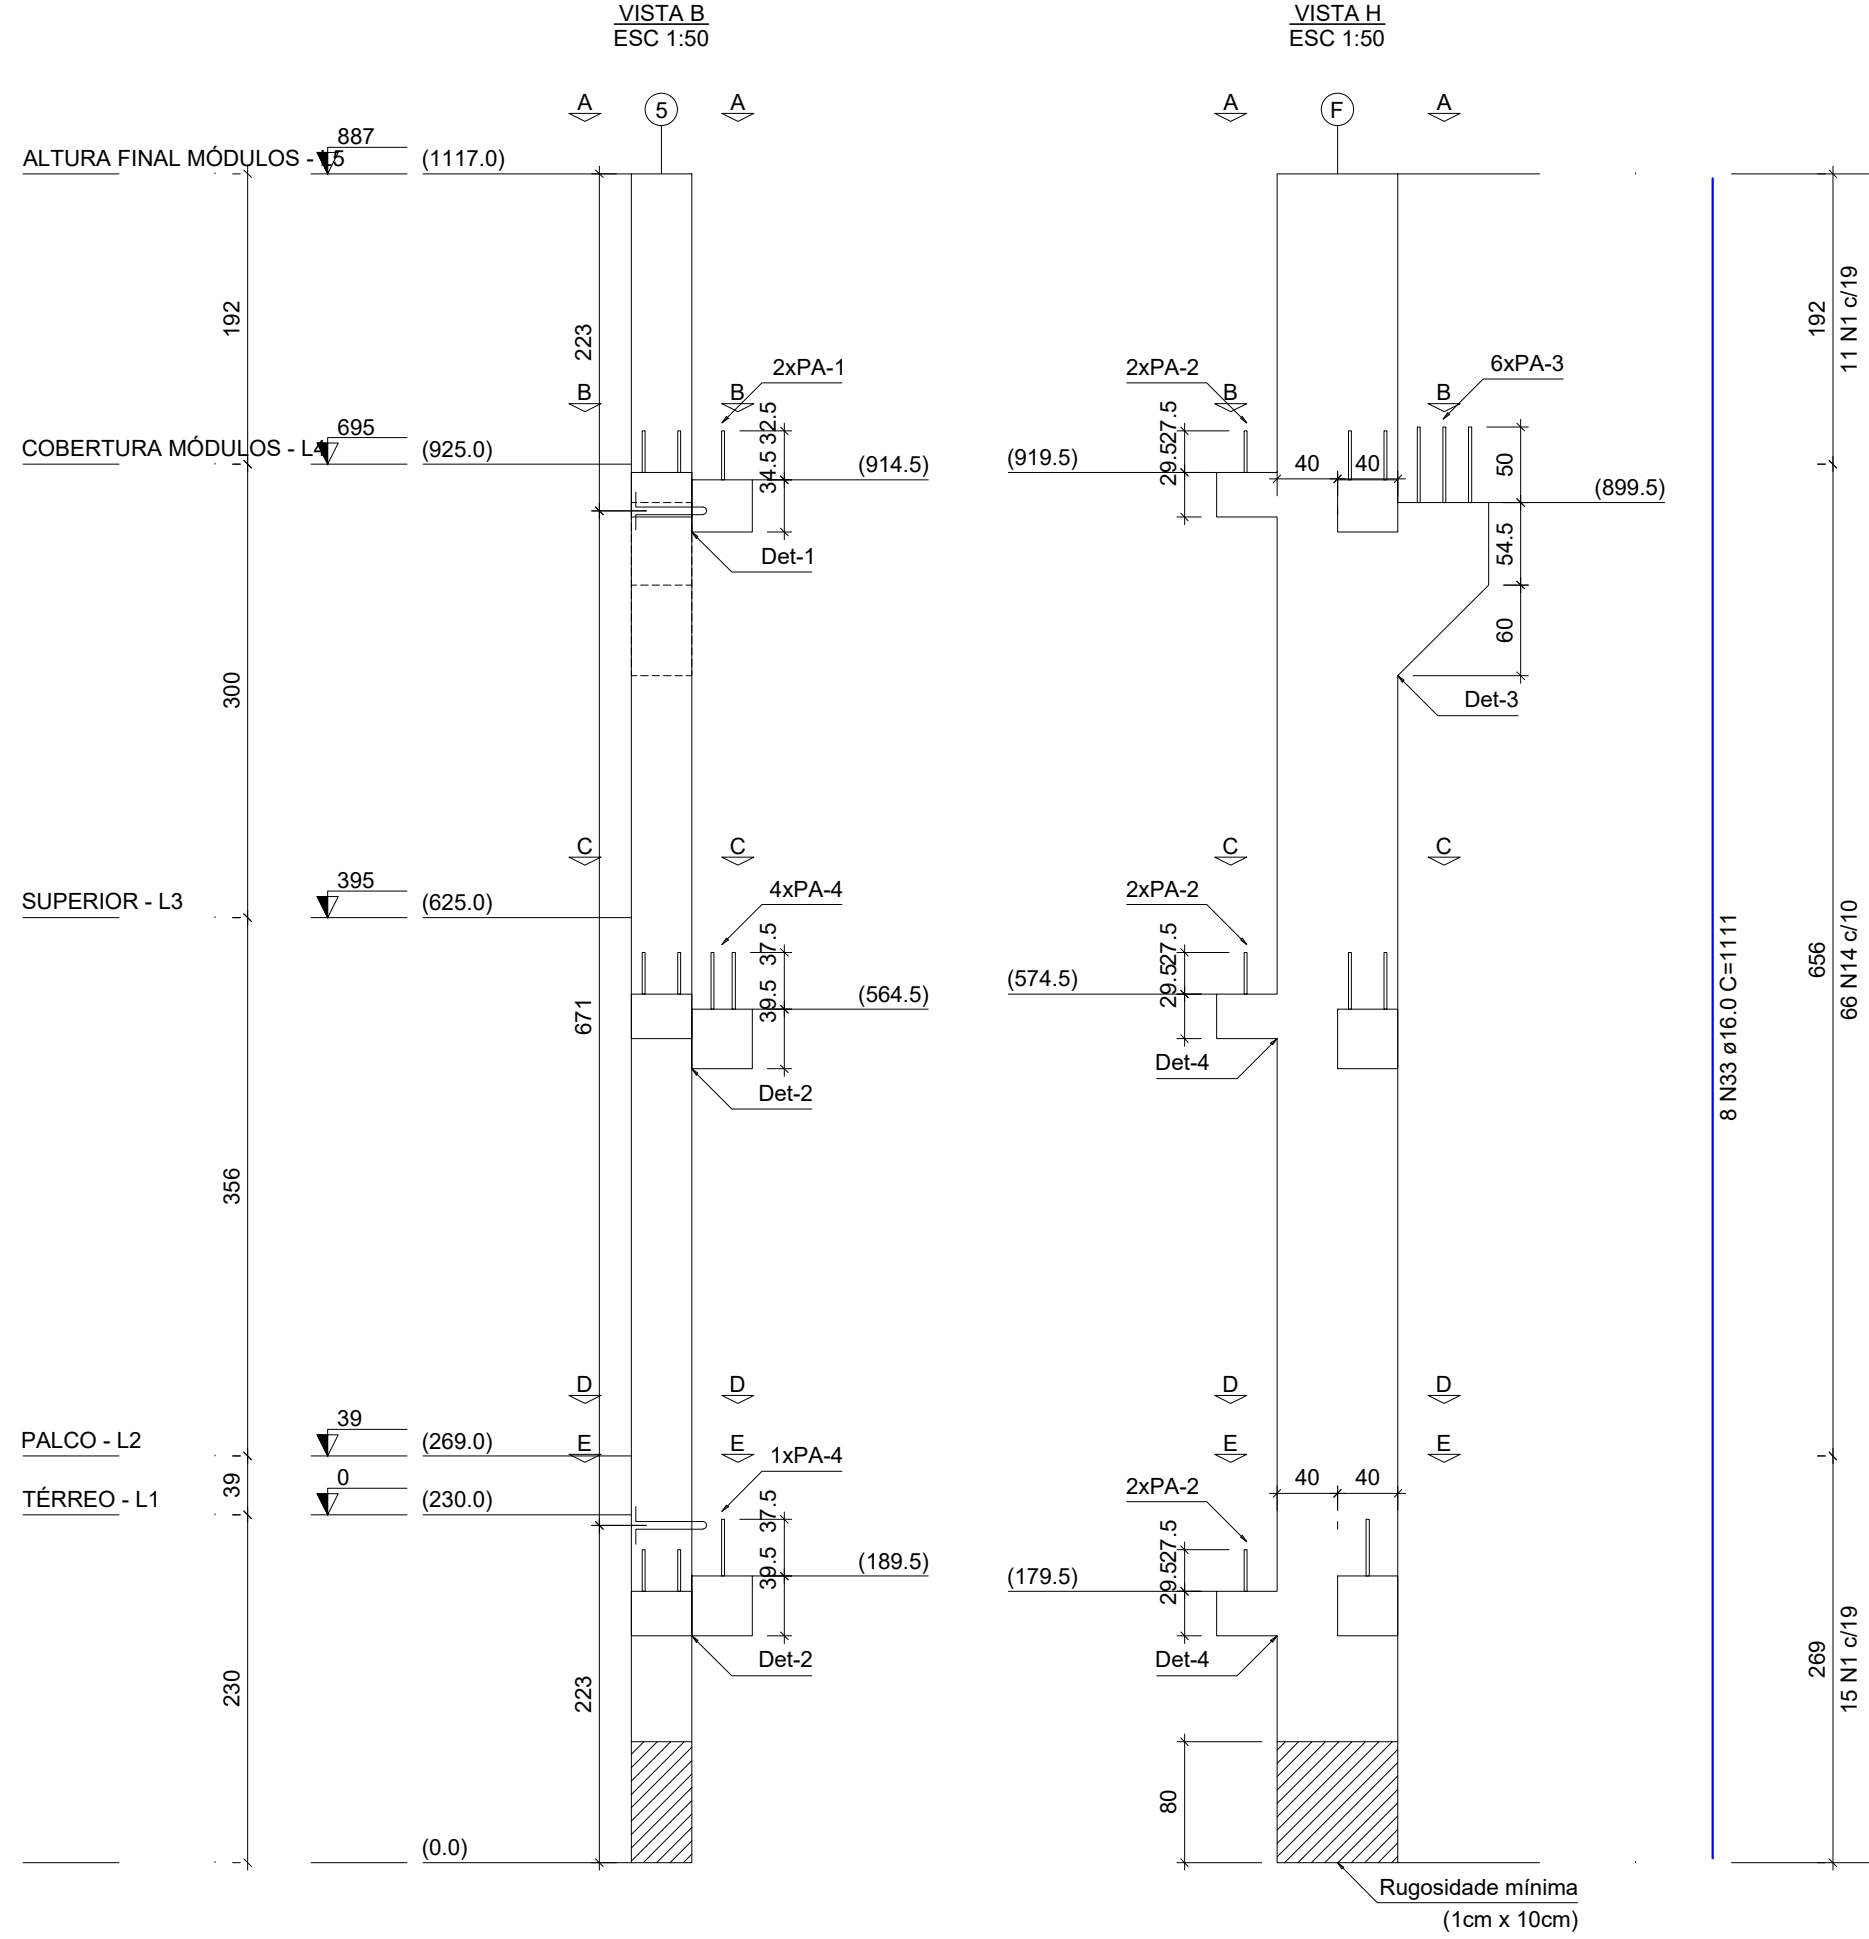 VISTA B
ESC 1:50
VISTA H
ESC 1:50
A
5
A
A
F
A
ALTURA FINAL MÓDULOS - L5
887
(1117.0)
192
223
192
11 N1 c/19
2xPA-1
2xPA-2
6xPA-3
B
B
B
B
COBERTURA MÓDULOS - L4
695
(925.0)
32.5
34.5
(914.5)
(919.5)
27.5
29.5
40
40
50
(899.5)
Det-1
54.5
60
Det-3
300
C
C
C
C
SUPERIOR - L3
395
(625.0)
4xPA-4
2xPA-2
37.5
39.5
(564.5)
(574.5)
27.5
29.5
671
Det-2
Det-4
8 N33 ø16.0 C=1111
656
66 N14 c/10
356
D
D
D
D
PALCO - L2
39
(269.0)
E
E
E
E
39
1xPA-4
2xPA-2
40
40
TÉRREO - L1
0
(230.0)
37.5
39.5
(189.5)
(179.5)
27.5
29.5
Det-2
Det-4
230
223
269
15 N1 c/19
80
(0.0)
Rugosidade mínima
(1cm x 10cm)